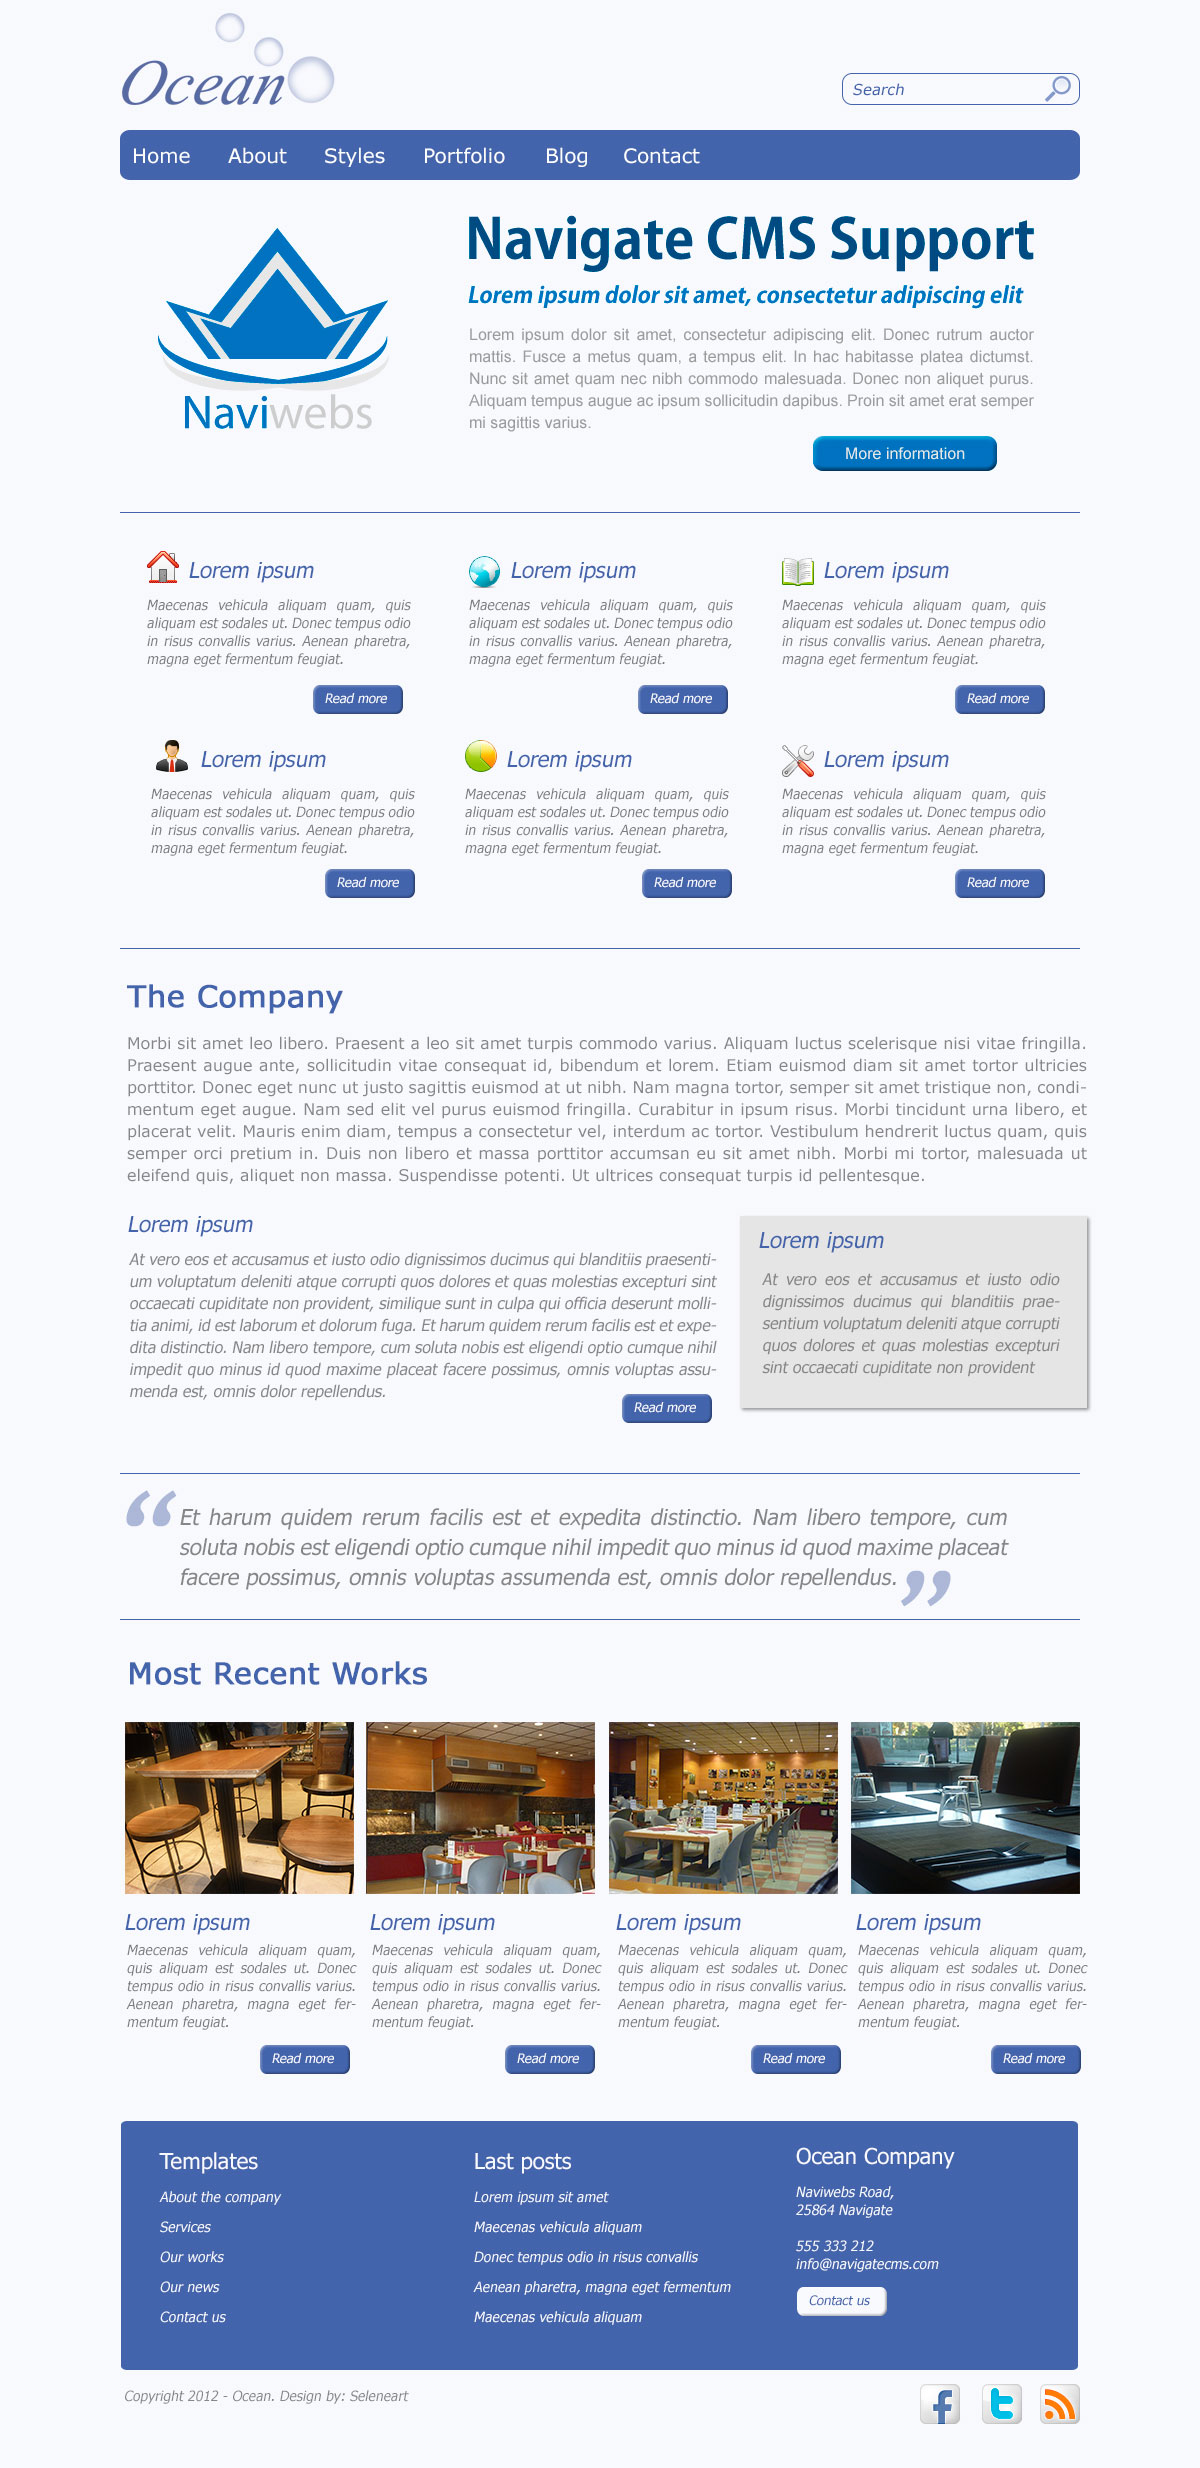 Ocean
Search
Home About Styles Portfolio Blog Contact
Naviwebs
Navigate CMS Support
Lorem ipsum dolor sit amet, consectetur adipiscing elit
Lorem ipsum dolor sit amet, consectetur adipiscing elit. Donec rutrum auctor
mattis. Fusce a metus quam, a tempus elit. In hac habitasse platea dictumst.
Nunc sit amet quam nec nibh commodo malesuada. Donec non aliquet purus.
Aliquam tempus augue ac ipsum sollicitudin dapibus. Proin sit amet erat semper
mi sagittis varius.
More information
Lorem ipsum
Maecenas vehicula aliquam quam, quis
aliquam est sodales ut. Donec tempus odio
in risus convallis varius. Aenean pharetra,
magna eget fermentum feugiat.
Read more
Lorem ipsum
Maecenas vehicula aliquam quam, quis
aliquam est sodales ut. Donec tempus odio
in risus convallis varius. Aenean pharetra,
magna eget fermentum feugiat.
Read more
Lorem ipsum
Maecenas vehicula aliquam quam, quis
aliquam est sodales ut. Donec tempus odio
in risus convallis varius. Aenean pharetra,
magna eget fermentum feugiat.
Read more
Lorem ipsum
Maecenas vehicula aliquam quam, quis
aliquam est sodales ut. Donec tempus odio
in risus convallis varius. Aenean pharetra,
magna eget fermentum feugiat.
Read more
Lorem ipsum
Maecenas vehicula aliquam quam, quis
aliquam est sodales ut. Donec tempus odio
in risus convallis varius. Aenean pharetra,
magna eget fermentum feugiat.
Read more
Lorem ipsum
Maecenas vehicula aliquam quam, quis
aliquam est sodales ut. Donec tempus odio
in risus convallis varius. Aenean pharetra,
magna eget fermentum feugiat.
Read more
The Company
Morbi sit amet leo libero. Praesent a leo sit amet turpis commodo varius. Aliquam luctus scelerisque nisi vitae fringilla.
Praesent augue ante, sollicitudin vitae consequat id, bibendum et lorem. Etiam euismod diam sit amet tortor ultricies
porttitor. Donec eget nunc ut justo sagittis euismod at ut nibh. Nam magna tortor, semper sit amet tristique non, condi-
mentum eget augue. Nam sed elit vel purus euismod fringilla. Curabitur in ipsum risus. Morbi tincidunt urna libero, et
placerat velit. Mauris enim diam, tempus a consectetur vel, interdum ac tortor. Vestibulum hendrerit luctus quam, quis
semper orci pretium in. Duis non libero et massa porttitor accumsan eu sit amet nibh. Morbi mi tortor, malesuada ut
eleifend quis, aliquet non massa. Suspendisse potenti. Ut ultrices consequat turpis id pellentesque.
Lorem ipsum
At vero eos et accusamus et iusto odio dignissimos ducimus qui blanditiis praesenti-
um voluptatum deleniti atque corrupti quos dolores et quas molestias excepturi sint
occaecati cupiditate non provident, similique sunt in culpa qui officia deserunt molli-
tia animi, id est laborum et dolorum fuga. Et harum quidem rerum facilis est et expe-
dita distinctio. Nam libero tempore, cum soluta nobis est eligendi optio cumque nihil
impedit quo minus id quod maxime placeat facere possimus, omnis voluptas assu-
menda est, omnis dolor repellendus.
Read more
Lorem ipsum
At vero eos et accusamus et iusto odio
dignissimos ducimus qui blanditiis prae-
sentium voluptatum deleniti atque corrupti
quos dolores et quas molestias excepturi
sint occaecati cupiditate non provident
“Et harum quidem rerum facilis est et expedita distinctio. Nam libero tempore, cum
soluta nobis est eligendi optio cumque nihil impedit quo minus id quod maxime placeat
facere possimus, omnis voluptas assumenda est, omnis dolor repellendus.”
Most Recent Works
Lorem ipsum
Maecenas vehicula aliquam quam,
quis aliquam est sodales ut. Donec
tempus odio in risus convallis varius.
Aenean pharetra, magna eget fer-
mentum feugiat.
Read more
Lorem ipsum
Maecenas vehicula aliquam quam,
quis aliquam est sodales ut. Donec
tempus odio in risus convallis varius.
Aenean pharetra, magna eget fer-
mentum feugiat.
Read more
Lorem ipsum
Maecenas vehicula aliquam quam,
quis aliquam est sodales ut. Donec
tempus odio in risus convallis varius.
Aenean pharetra, magna eget fer-
mentum feugiat.
Read more
Lorem ipsum
Maecenas vehicula aliquam quam,
quis aliquam est sodales ut. Donec
tempus odio in risus convallis varius.
Aenean pharetra, magna eget fer-
mentum feugiat.
Read more
Templates
About the company
Services
Our works
Our news
Contact us
Last posts
Lorem ipsum sit amet
Maecenas vehicula aliquam
Donec tempus odio in risus convallis
Aenean pharetra, magna eget fermentum
Maecenas vehicula aliquam
Ocean Company
Naviwebs Road,
25864 Navigate
555 333 212
info@navigatecms.com
Contact us
Copyright 2012 - Ocean. Design by: Seleneart